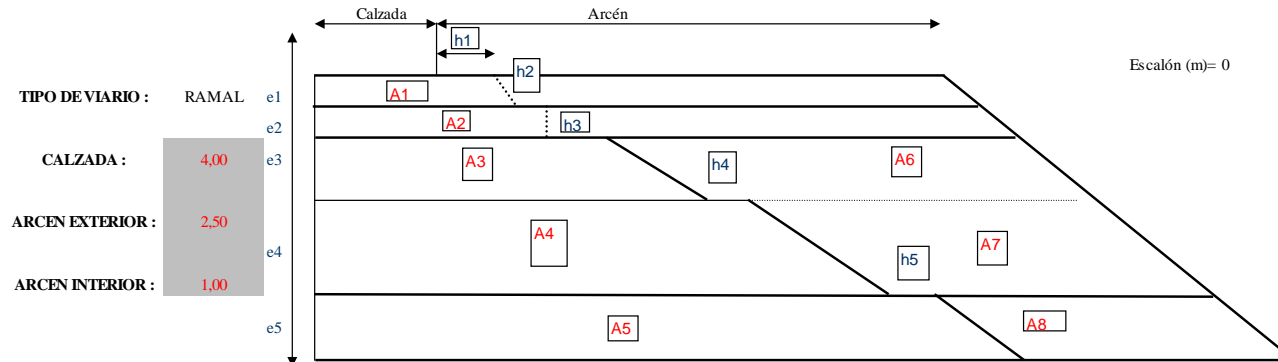 Calzada Arcén
h1
Escalón (m)= 0
h2
TIPO DE VIARIO : RAMAL e1 A1
e2 A2 h3
CALZADA : 4,00 e3 A3 h4 A6
ARCEN EXTERIOR : 2,50
A4 A7
e4 h5
ARCEN INTERIOR : 1,00
e5 A5 A8